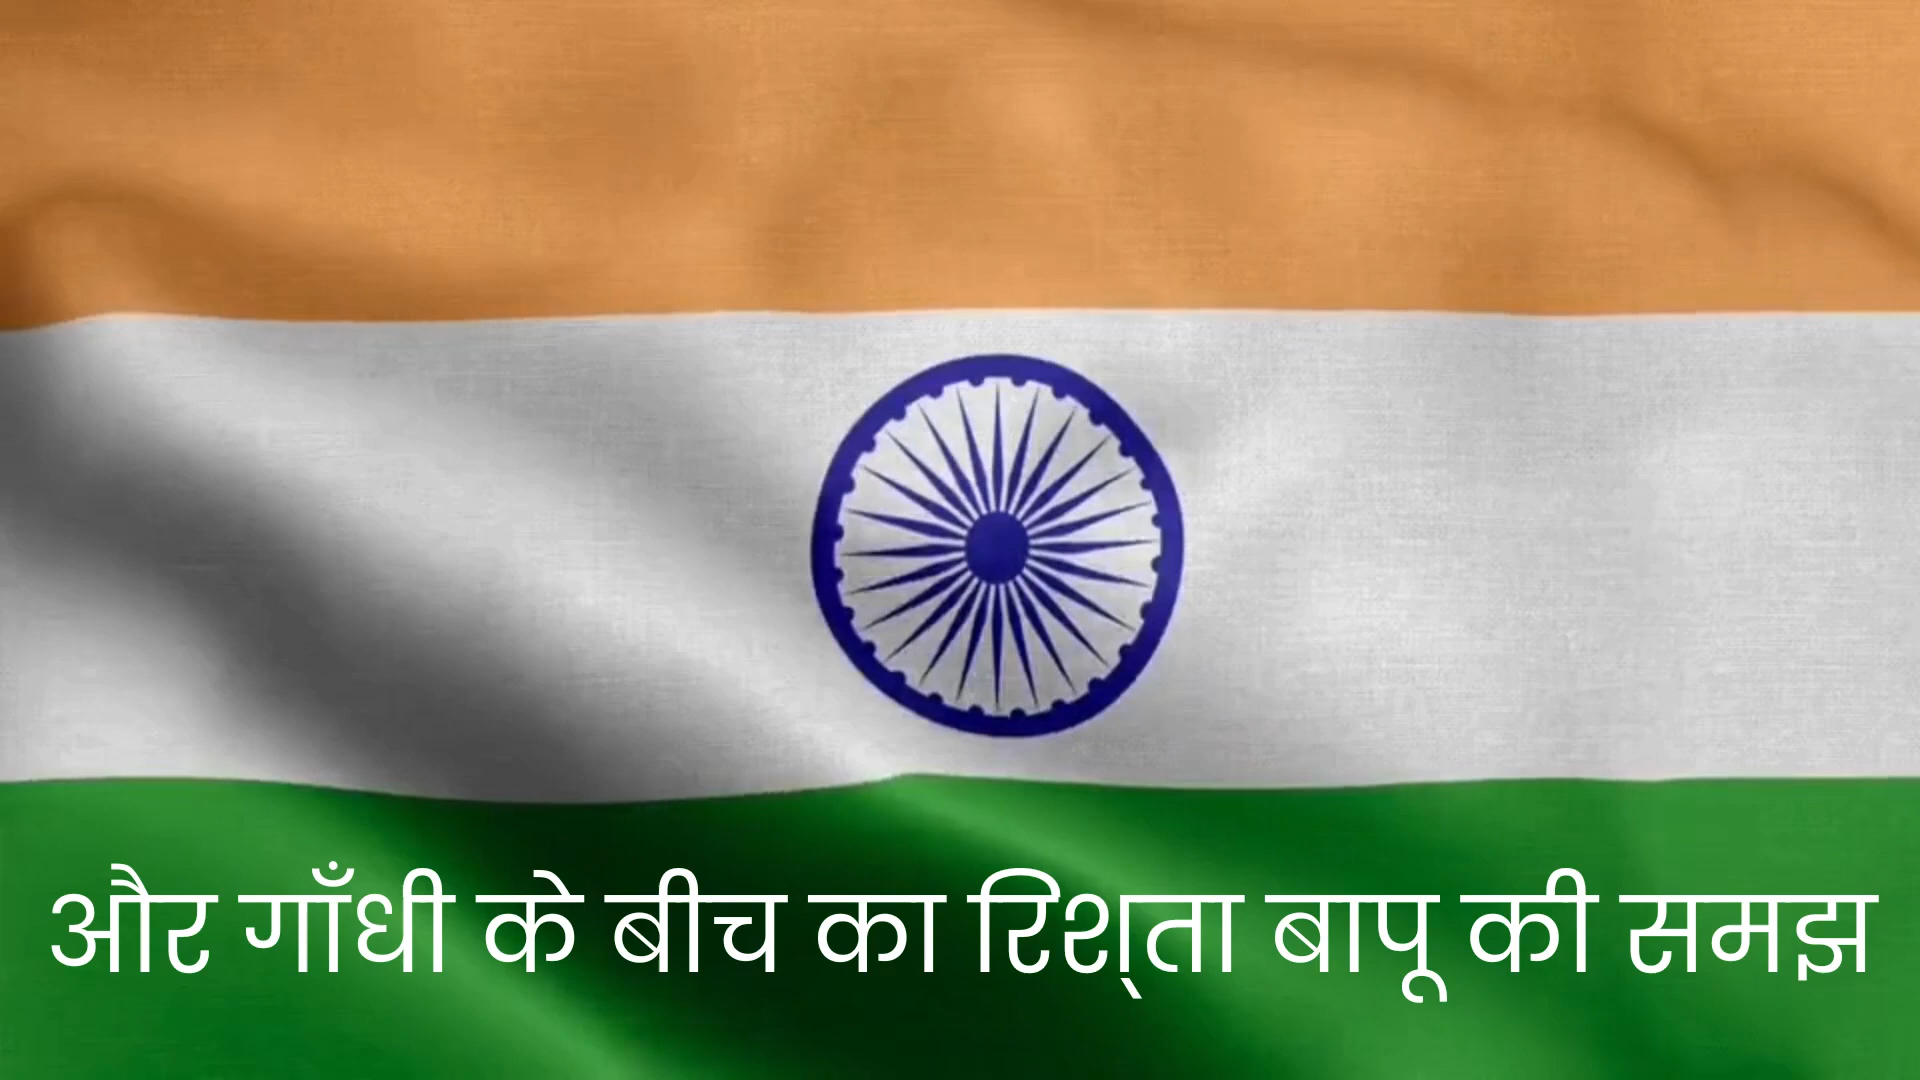 और गाँधी के बीच का रिश्ता बापू की समझ